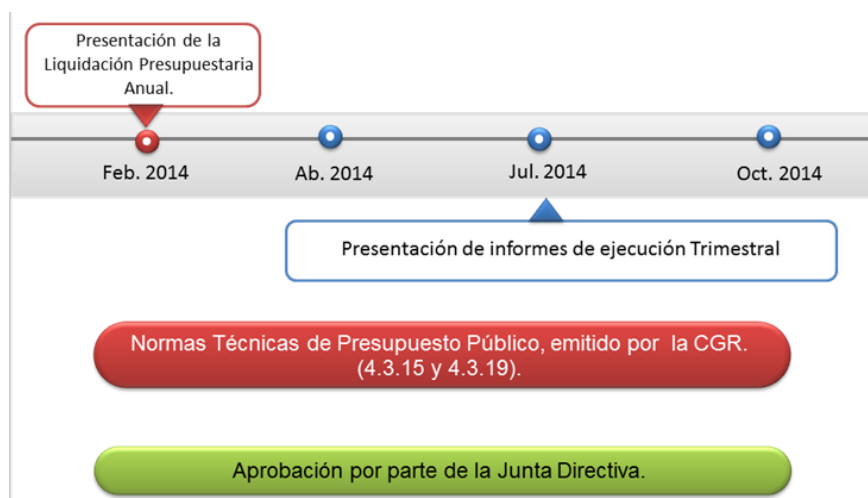 Presentación de la
Liquidación Presupuestaria
Anual.
Feb. 2014
Ab. 2014
Jul. 2014
Oct. 2014
Presentación de informes de ejecución Trimestral
Normas Técnicas de Presupuesto Público, emitido por la CGR.
(4.3.15 y 4.3.19).
Aprobación por parte de la Junta Directiva.